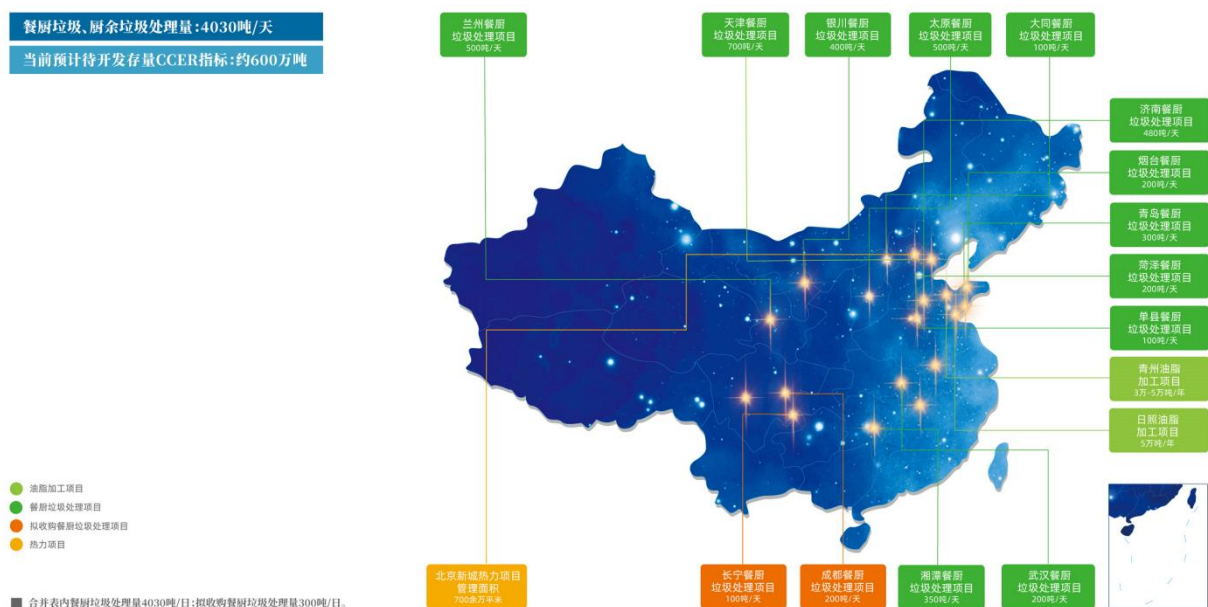 餐厨垃圾、厨余垃圾处理量:4030吨/天
当前预计待开发存量CCER指标:约600万吨
兰州餐厨
垃圾处理项目
500吨/天
天津餐厨
垃圾处理项目
700吨/天
银川餐厨
垃圾处理项目
400吨/天
太原餐厨
垃圾处理项目
500吨/天
大同餐厨
垃圾处理项目
100吨/天
济南餐厨
垃圾处理项目
480吨/天
烟台餐厨
垃圾处理项目
200吨/天
青岛餐厨
垃圾处理项目
300吨/天
菏泽餐厨
垃圾处理项目
200吨/天
单县餐厨
垃圾处理项目
100吨/天
青州油脂
加工项目
3万-5万吨/年
日照油脂
加工项目
5万吨/年
油脂加工项目
餐厨垃圾处理项目
拟收购餐厨垃圾处理项目
热力项目
北京新城热力项目
管理面积
700余万平米
长宁餐厨
垃圾处理项目
100吨/天
成都餐厨
垃圾处理项目
200吨/天
湘潭餐厨
垃圾处理项目
350吨/天
武汉餐厨
垃圾处理项目
200吨/天
合并表内餐厨垃圾处理量4030吨/日;拟收购餐厨垃圾处理量300吨/日。